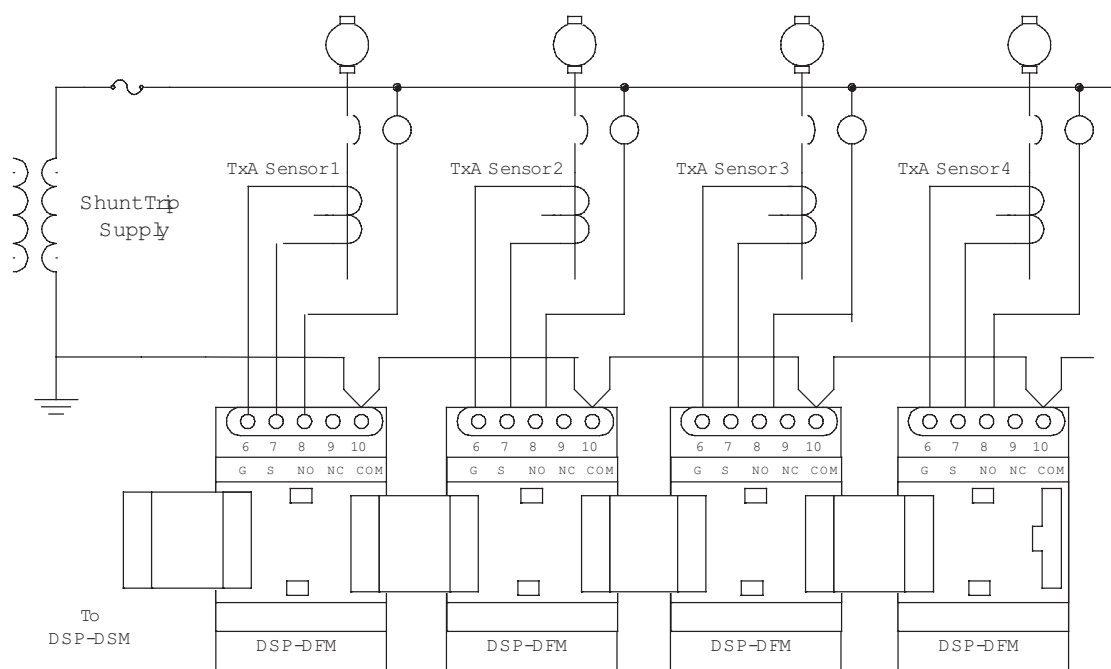 TxA Sensor1 TxA Sensor2 TxA Sensor3 TxA Sensor4
Shunt Trip
Supply
6 7 8 9 10 6 7 8 9 10 6 7 8 9 10 6 7 8 9 10
G S NO NC COM G S NO NC COM G S NO NC COM G S NO NC COM
To
DSP-DSM
DSP-DFM DSP-DFM DSP-DFM DSP-DFM